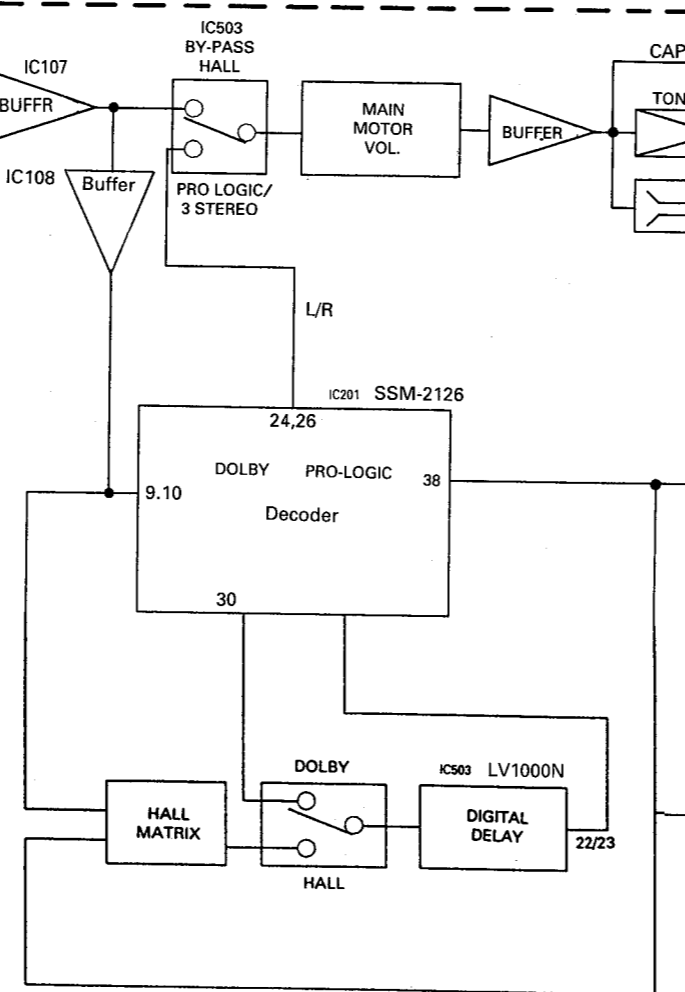 IC503
BY-PASS
HALL
IC107
BUFFR
MAIN
MOTOR
VOL.
BUFFER
CAP
TON
IC108
Buffer
PRO LOGIC/
3 STEREO
L/R
IC201 SSM-2126
24,26
DOLBY PRO-LOGIC
38
9.10
Decoder
30
DOLBY
IC503 LV1000N
HALL
MATRIX
DIGITAL
DELAY
22/23
HALL